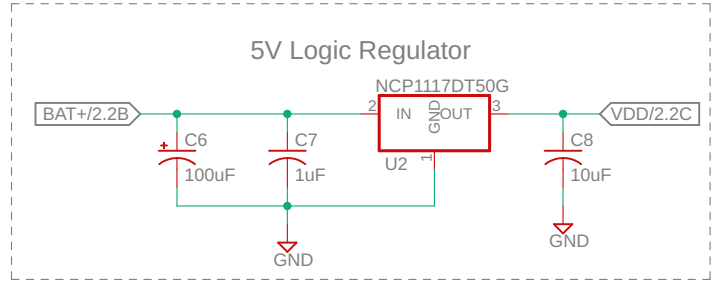 5V Logic Regulator
NCP1117DT50G
BAT+/2.2B
2
IN
GND
OUT
3
VDD/2.2C
+
C6
100uF
C7
1uF
U2
1
C8
10uF
GND
GND